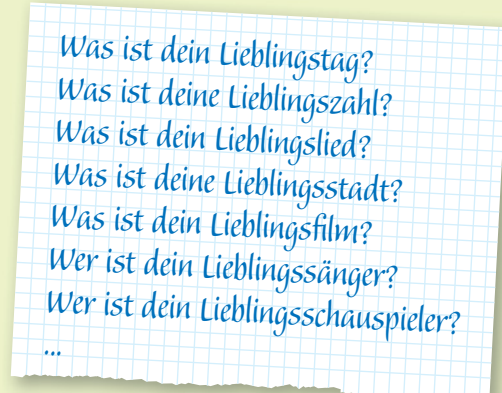 Was ist dein Lieblingstag?
Was ist deine Lieblingszahl?
Was ist dein Lieblingslied?
Was ist deine Lieblingsstadt?
Was ist dein Lieblingsfilm?
Wer ist dein Lieblingssänger?
Wer ist dein Lieblingsschauspieler?
...